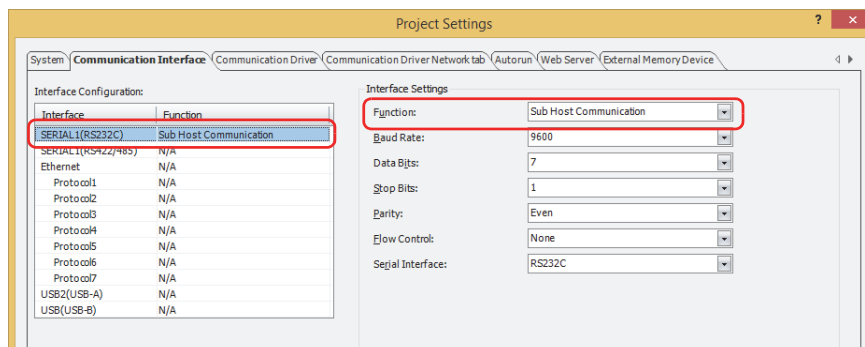 Project Settings
? ×
System Communication Interface Communication Driver Communication Driver Network tab Autorun Web Server External Memory Device
Interface Configuration:
Interface Function
SERIAL1(RS232C) Sub Host Communication
SERIAL1(RS422/485) N/A
Ethernet N/A
Protocol1 N/A
Protocol2 N/A
Protocol3 N/A
Protocol4 N/A
Protocol5 N/A
Protocol6 N/A
Protocol7 N/A
USB2(USB-A) N/A
USB(USB-B) N/A
Interface Settings
Function: Sub Host Communication
Baud Rate: 9600
Data Bits: 7
Stop Bits: 1
Parity: Even
Flow Control: None
Serial Interface: RS232C